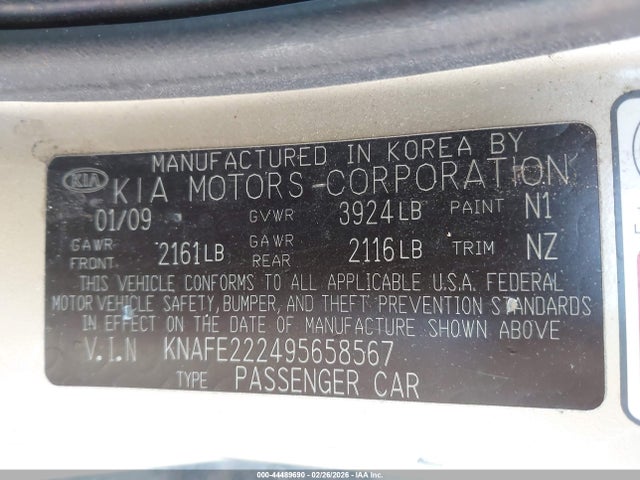 MANUFACTURED IN KOREA BY
KIA KIA MOTORS CORPORATION
01/09 GVWR 3924 LB PAINT N1
GAWR FRONT 2161 LB GAWR REAR 2116 LB TRIM NZ
THIS VEHICLE CONFORMS TO ALL APPLICABLE U.S.A. FEDERAL
MOTOR VEHICLE SAFETY, BUMPER, AND THEFT PREVENTION STANDARDS
IN EFFECT ON THE DATE OF MANUFACTURE SHOWN ABOVE
V.I.N KNAFE222495658567
TYPE PASSENGER CAR
000-44489690 - 02/26/2026 - IAAI.COM